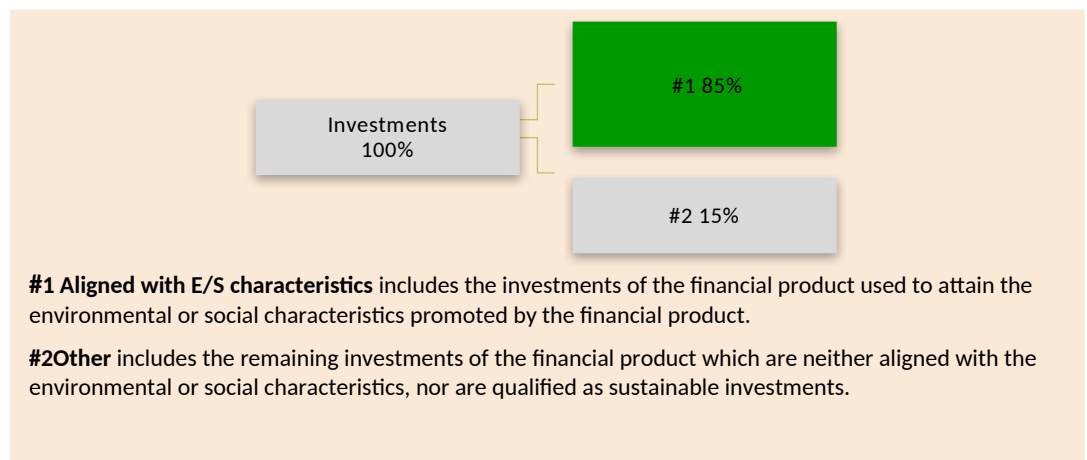 #1 85%
Investments
100%
#2 15%
#1 Aligned with E/S characteristics includes the investments of the financial product used to attain the
environmental or social characteristics promoted by the financial product.
#2Other includes the remaining investments of the financial product which are neither aligned with the
environmental or social characteristics, nor are qualified as sustainable investments.